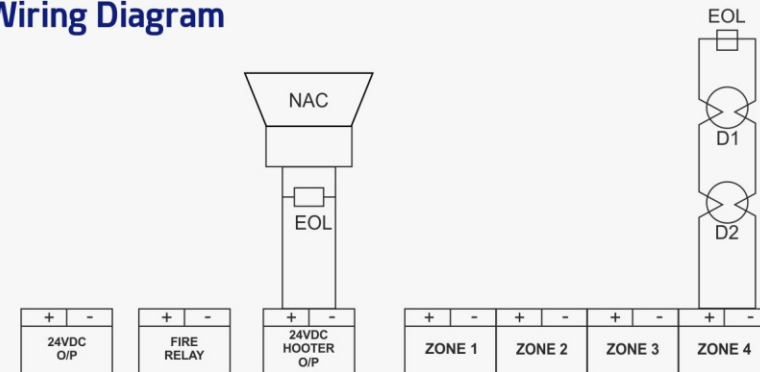 Wiring Diagram
EOL
NAC
D1
EOL
D2
+ - + - + - + - + - + - + -
24VDC
O/P
FIRE
RELAY
24VDC
HOOTER
O/P
ZONE 1
ZONE 2
ZONE 3
ZONE 4